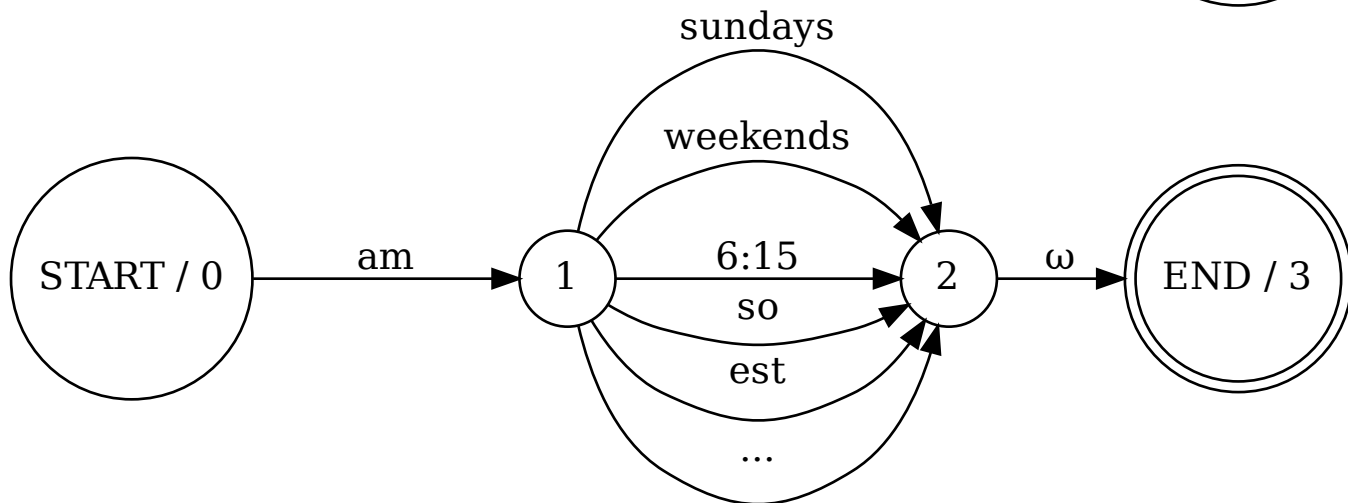 sundays
weekends
START / 0
am
1
6:15
2
ω
END / 3
so
est
...